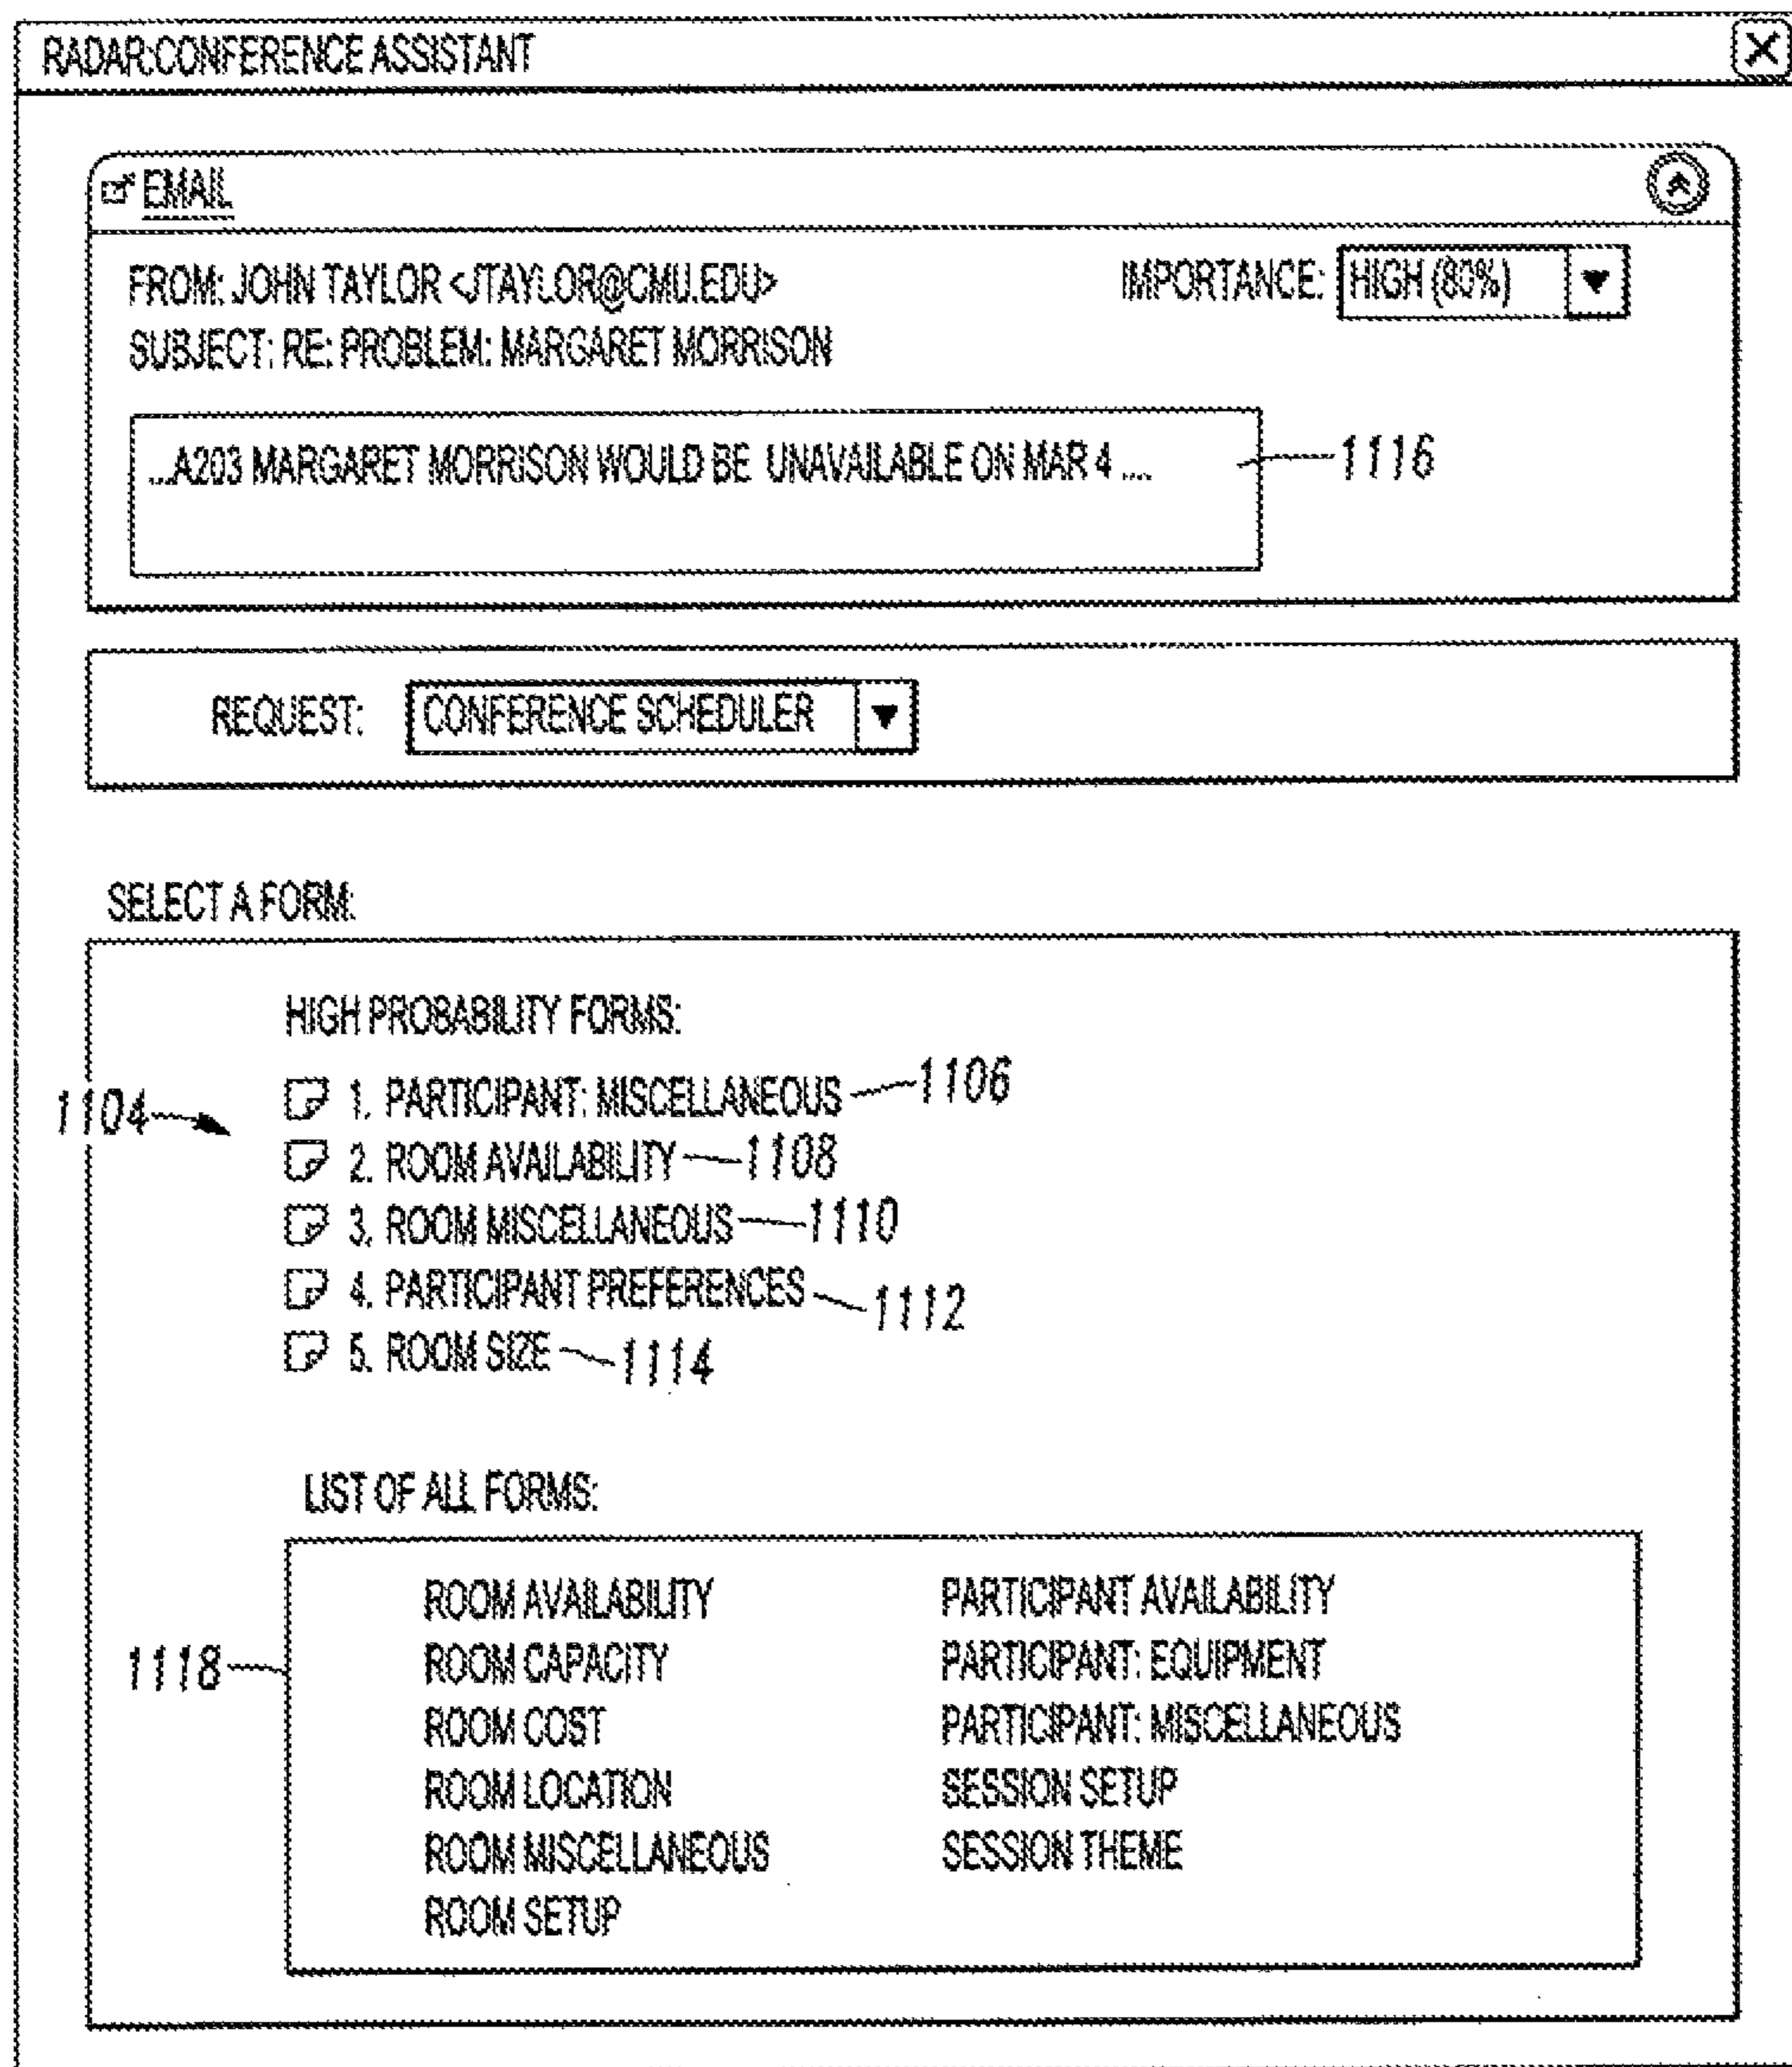 RADAR:CONFERENCE ASSISTANT
EMAIL
FROM: JOHN TAYLOR <JTAYLOR@CMU.EDU> IMPORTANCE: HIGH (80%)
SUBJECT: RE: PROBLEM: MARGARET MORRISON
...A203 MARGARET MORRISON WOULD BE UNAVAILABLE ON MAR 4 .... 1116
REQUEST: CONFERENCE SCHEDULER
SELECT A FORM:
HIGH PROBABILITY FORMS:
1104 1. PARTICIPANT: MISCELLANEOUS 1106
2. ROOM AVAILABILITY 1108
3. ROOM MISCELLANEOUS 1110
4. PARTICIPANT PREFERENCES 1112
5. ROOM SIZE 1114
LIST OF ALL FORMS:
ROOM AVAILABILITY PARTICIPANT AVAILABILITY
1118 ROOM CAPACITY PARTICIPANT: EQUIPMENT
ROOM COST PARTICIPANT: MISCELLANEOUS
ROOM LOCATION SESSION SETUP
ROOM MISCELLANEOUS SESSION THEME
ROOM SETUP